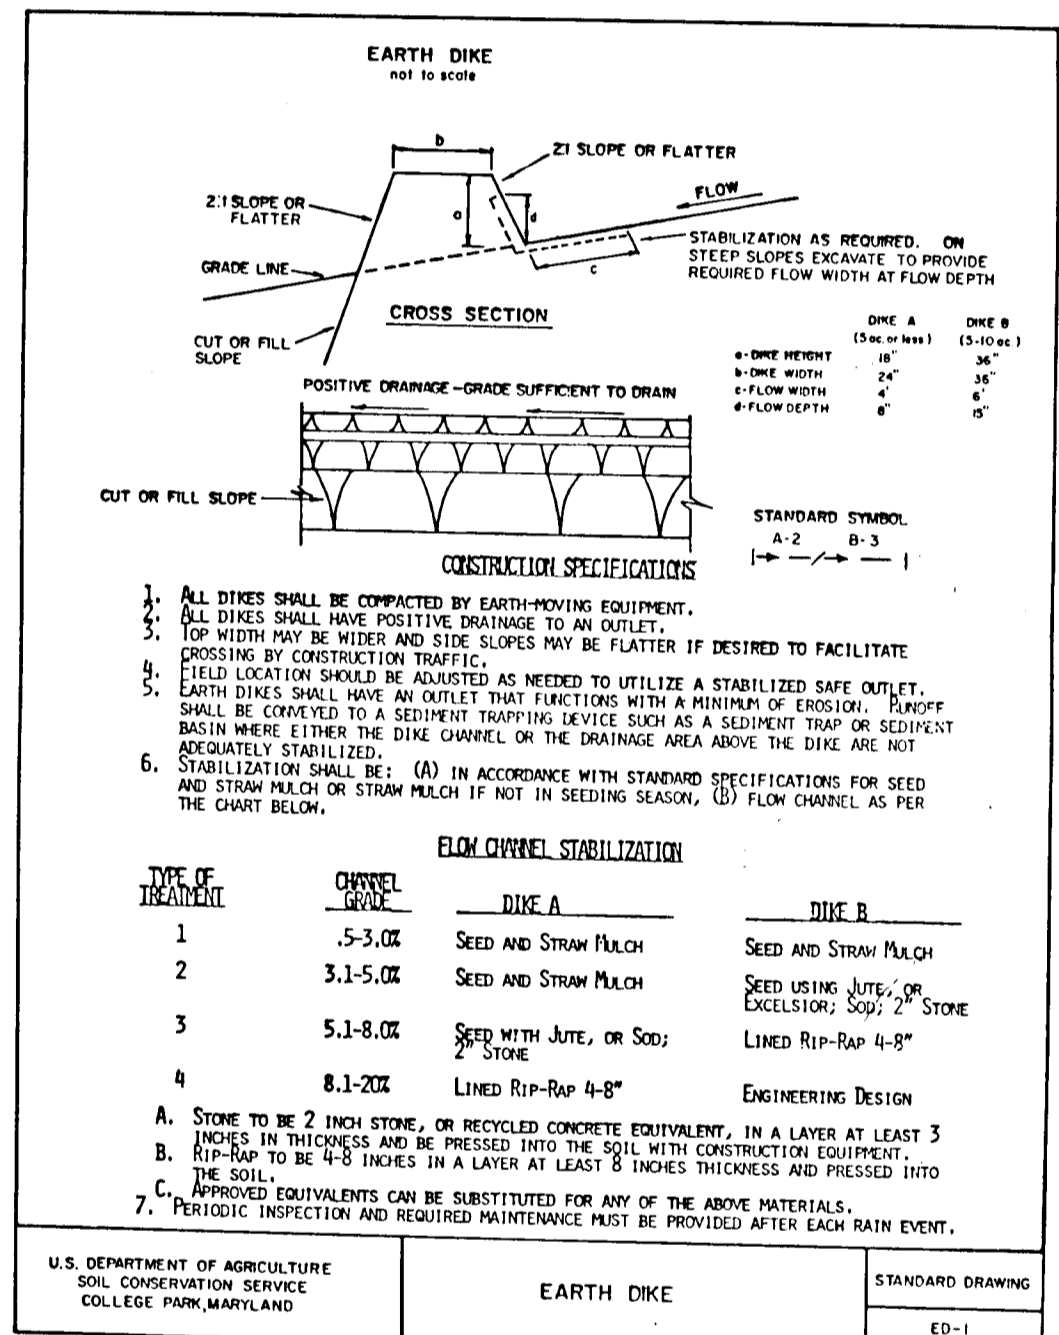 EARTH DIKE
not to scale
b
2:1 SLOPE OR FLATTER
FLOW
2:1 SLOPE OR
FLATTER
a
d
STABILIZATION AS REQUIRED. ON
STEEP SLOPES EXCAVATE TO PROVIDE
REQUIRED FLOW WIDTH AT FLOW DEPTH
c
GRADE LINE
CROSS SECTION
CUT OR FILL
SLOPE
DIKE A DIKE B
(5 ac. or less) (5-10 ac.)
a-DIKE HEIGHT 18" 36"
b-DIKE WIDTH 24" 36"
c-FLOW WIDTH 4' 6'
d-FLOW DEPTH 8" 15"
POSITIVE DRAINAGE-GRADE SUFFICIENT TO DRAIN
CUT OR FILL SLOPE
STANDARD SYMBOL
A-2 B-3
CONSTRUCTION SPECIFICATIONS
1. ALL DIKES SHALL BE COMPACTED BY EARTH-MOVING EQUIPMENT.
2. ALL DIKES SHALL HAVE POSITIVE DRAINAGE TO AN OUTLET.
3. TOP WIDTH MAY BE WIDER AND SIDE SLOPES MAY BE FLATTER IF DESIRED TO FACILITATE
CROSSING BY CONSTRUCTION TRAFFIC.
4. FIELD LOCATION SHOULD BE ADJUSTED AS NEEDED TO UTILIZE A STABILIZED SAFE OUTLET.
5. EARTH DIKES SHALL HAVE AN OUTLET THAT FUNCTIONS WITH A MINIMUM OF EROSION. RUNOFF
SHALL BE CONVEYED TO A SEDIMENT TRAPPING DEVICE SUCH AS A SEDIMENT TRAP OR SEDIMENT
BASIN WHERE EITHER THE DIKE CHANNEL OR THE DRAINAGE AREA ABOVE THE DIKE ARE NOT
ADEQUATELY STABILIZED.
6. STABILIZATION SHALL BE: (A) IN ACCORDANCE WITH STANDARD SPECIFICATIONS FOR SEED
AND STRAW MULCH OR STRAW MULCH IF NOT IN SEEDING SEASON, (B) FLOW CHANNEL AS PER
THE CHART BELOW.
FLOW CHANNEL STABILIZATION
TYPE OF
TREATMENT
CHANNEL
GRADE
DIKE A
DIKE B
1 .5-3.0% SEED AND STRAW MULCH SEED AND STRAW MULCH
2 3.1-5.0% SEED AND STRAW MULCH SEED USING JUTE, OR
EXCELSIOR; SOD; 2" STONE
3 5.1-8.0% SEED WITH JUTE, OR SOD; LINED RIP-RAP 4-8"
2" STONE
4 8.1-20% LINED RIP-RAP 4-8" ENGINEERING DESIGN
A. STONE TO BE 2 INCH STONE, OR RECYCLED CONCRETE EQUIVALENT, IN A LAYER AT LEAST 3
INCHES IN THICKNESS AND BE PRESSED INTO THE SOIL WITH CONSTRUCTION EQUIPMENT.
B. RIP-RAP TO BE 4-8 INCHES IN A LAYER AT LEAST 8 INCHES THICKNESS AND PRESSED INTO
THE SOIL.
C. APPROVED EQUIVALENTS CAN BE SUBSTITUTED FOR ANY OF THE ABOVE MATERIALS.
7. PERIODIC INSPECTION AND REQUIRED MAINTENANCE MUST BE PROVIDED AFTER EACH RAIN EVENT.
U.S. DEPARTMENT OF AGRICULTURE
SOIL CONSERVATION SERVICE
COLLEGE PARK, MARYLAND
EARTH DIKE
STANDARD DRAWING
ED-1